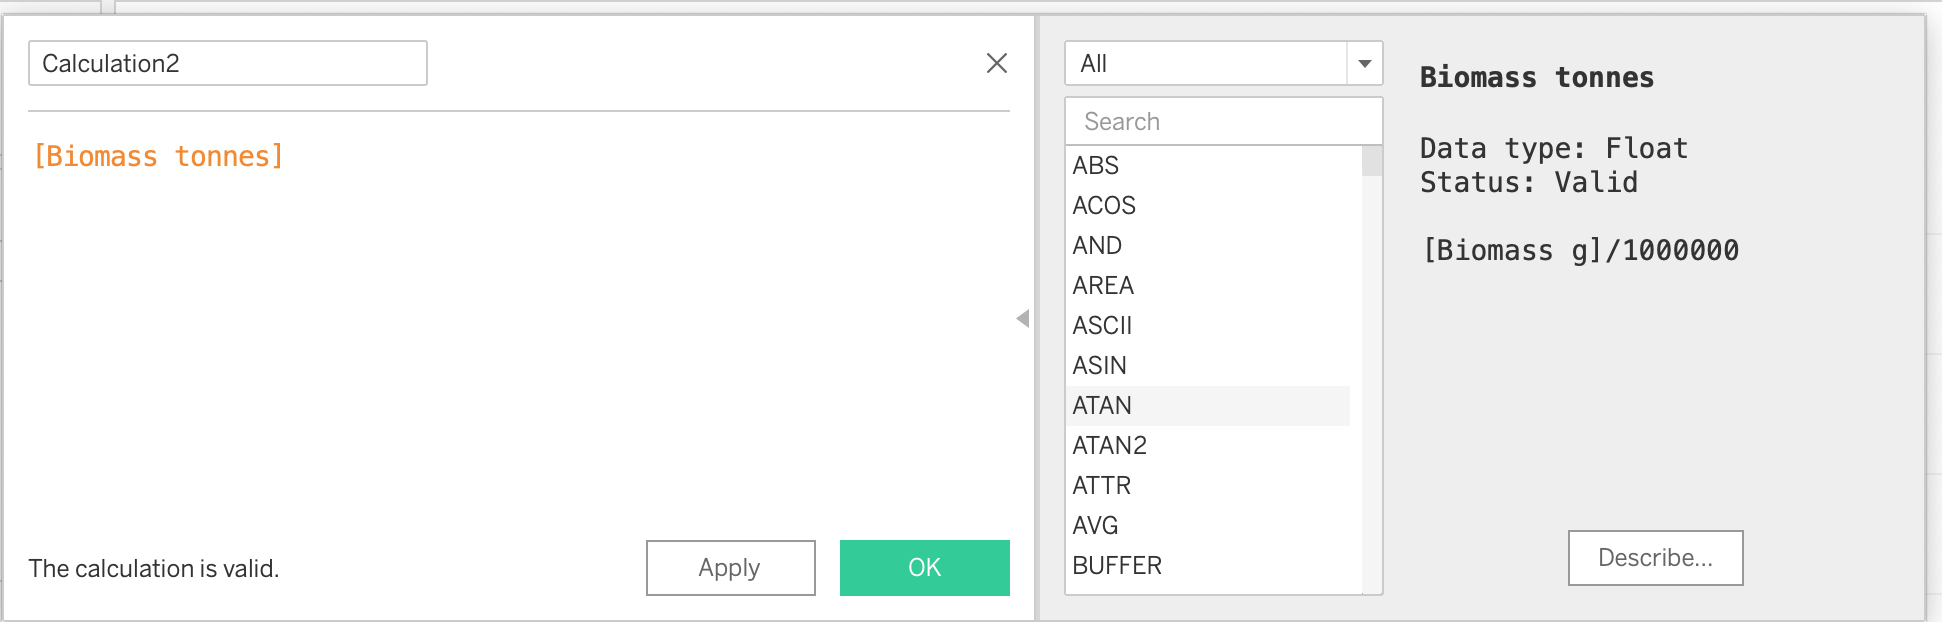 Calculation2
[Biomass tonnes]
The calculation is valid.
Apply
OK
All
Search
ABS
ACOS
AND
AREA
ASCII
ASIN
ATAN
ATAN2
ATTR
AVG
BUFFER
Biomass tonnes
Data type: Float
Status: Valid
[Biomass g]/1000000
Describe...